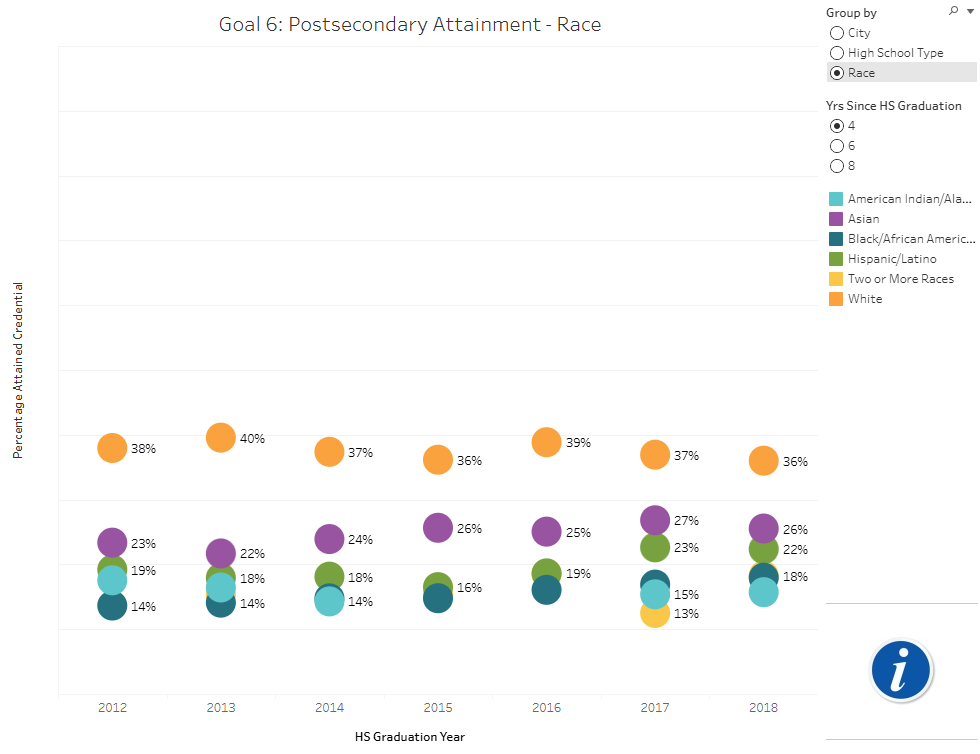 Goal 6: Postsecondary Attainment - Race
Group by
City
High School Type
Race
Yrs Since HS Graduation
4
6
8
American Indian/Ala...
Asian
Black/African Americ...
Hispanic/Latino
Two or More Races
White
Percentage Attained Credential
38%
40%
37%
36%
39%
37%
36%
23%
22%
24%
26%
25%
27%
26%
19%
18%
18%
16%
19%
23%
22%
14%
14%
14%
15%
18%
13%
2012
2013
2014
2015
2016
2017
2018
HS Graduation Year
i